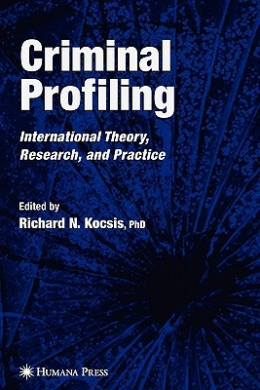 Criminal
Profiling
International Theory,
Research, and Practice
Edited by
Richard N. Kocsis, PhD
HUMANA PRESS